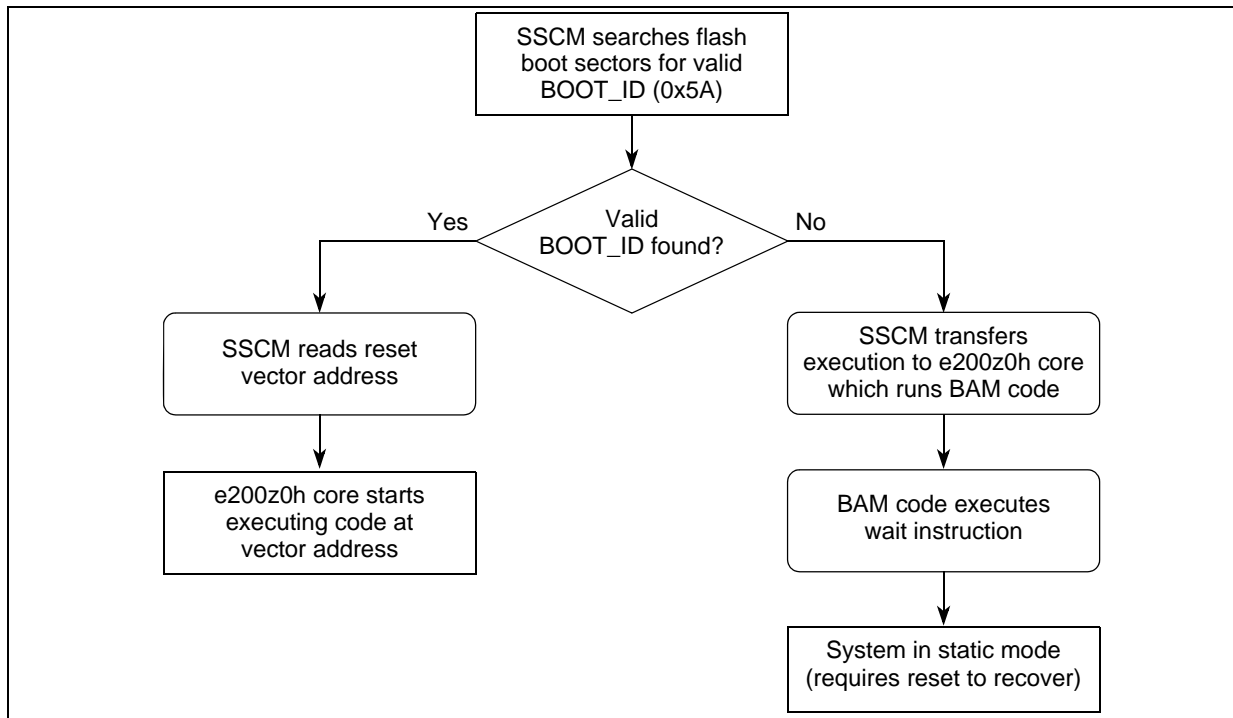 SSCM searches flash
boot sectors for valid
BOOT_ID (0x5A)
Yes
Valid
BOOT_ID found?
No
SSCM reads reset
vector address
SSCM transfers
execution to e200z0h core
which runs BAM code
e200z0h core starts
executing code at
vector address
BAM code executes
wait instruction
System in static mode
(requires reset to recover)